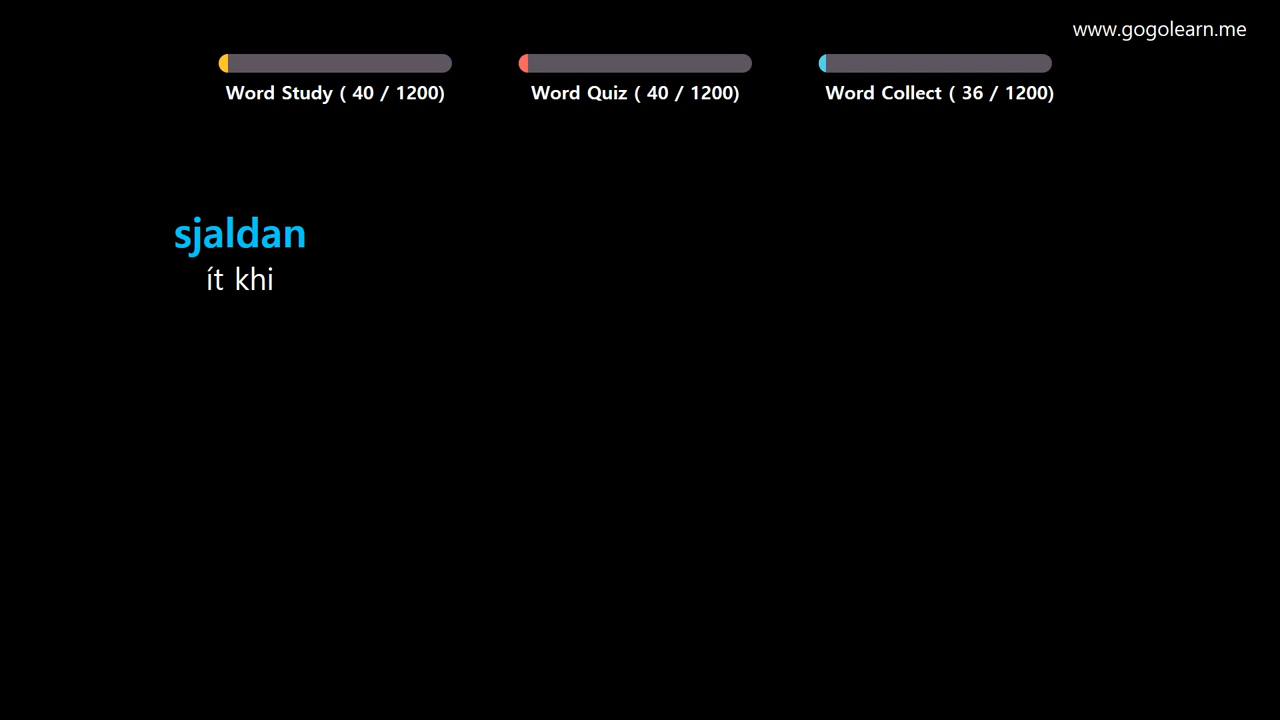 www.gogolearn.me
Word Study ( 40 / 1200)
Word Quiz ( 40 / 1200)
Word Collect ( 36 / 1200)
sjaldan
ít khi